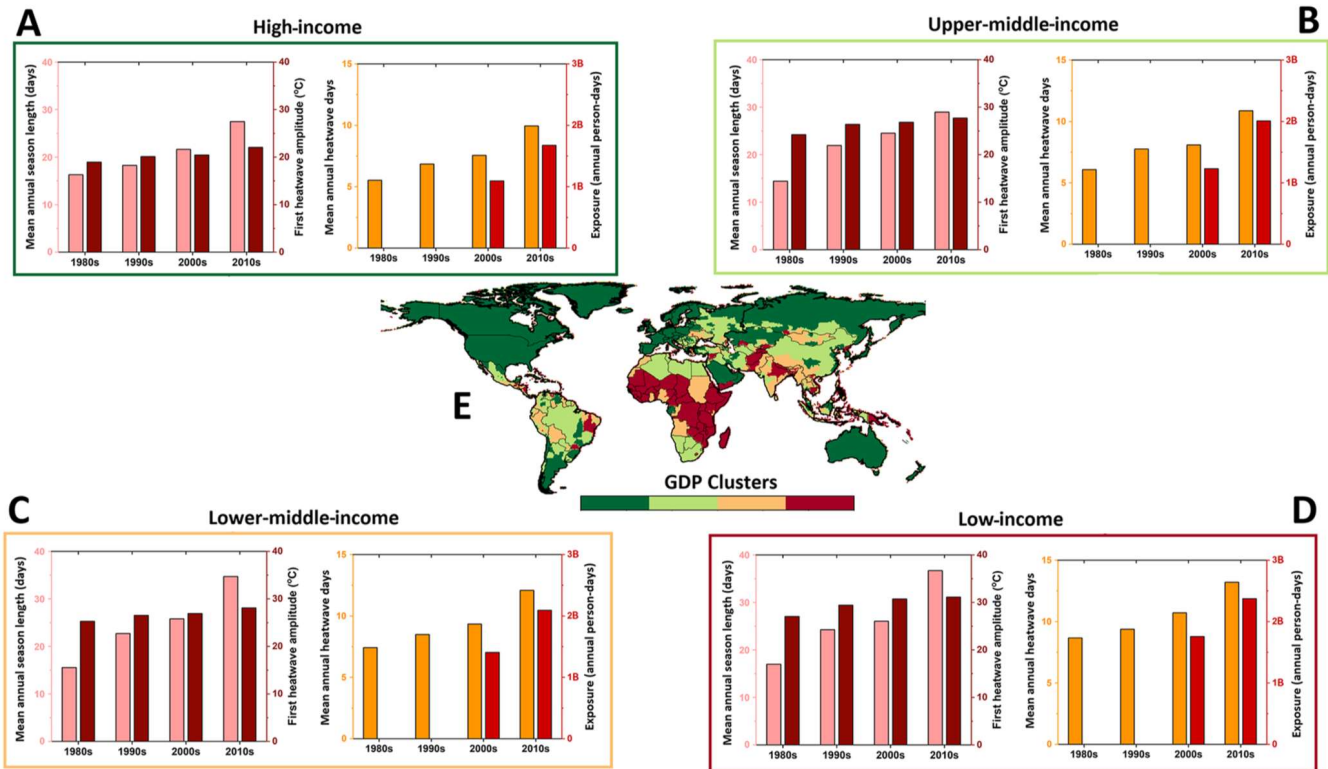 A
High-income
Mean annual season length (days)
40
30
20
10
0
1980s
1990s
2000s
2010s
40
30
20
10
0
First heatwave amplitude (°C)
Mean annual heatwave days
15
10
5
0
1980s
1990s
2000s
2010s
3B
2B
1B
0
Exposure (annual person-days)
Upper-middle-income
B
Mean annual season length (days)
40
30
20
10
0
1980s
1990s
2000s
2010s
40
30
20
10
0
First heatwave amplitude (°C)
Mean annual heatwave days
15
10
5
0
1980s
1990s
2000s
2010s
3B
2B
1B
0
Exposure (annual person-days)
E
GDP Clusters
C
Lower-middle-income
Mean annual season length (days)
40
30
20
10
0
1980s
1990s
2000s
2010s
40
30
20
10
0
First heatwave amplitude (°C)
Mean annual heatwave days
15
10
5
0
1980s
1990s
2000s
2010s
3B
2B
1B
0
Exposure (annual person-days)
Low-income
D
Mean annual season length (days)
40
30
20
10
0
1980s
1990s
2000s
2010s
40
30
20
10
0
First heatwave amplitude (°C)
Mean annual heatwave days
15
10
5
0
1980s
1990s
2000s
2010s
3B
2B
1B
0
Exposure (annual person-days)